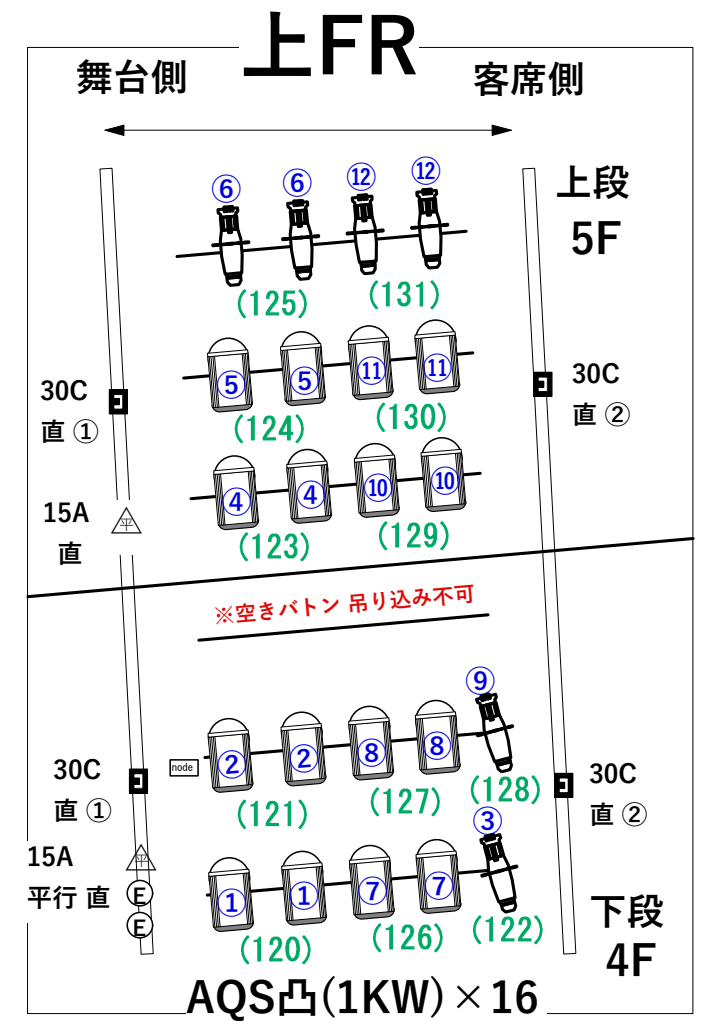 上FR
舞台側
客席側
上段
5F
⑥ ⑥ ⑫ ⑫
(125) (131)
⑤ ⑤ ⑪ ⑪
30C
直 ①
30C
直 ②
(124) (130)
④ ④ ⑩ ⑩
15A
直
平
(123) (129)
※空きバトン 吊り込み不可
⑨
② ② ⑧ ⑧
node
30C
直 ①
(121) (127) (128)
30C
直 ②
③
15A
平行 直
平
E
E
① ① ⑦ ⑦
(120) (126) (122)
下段
4F
AQS凸(1KW)×16